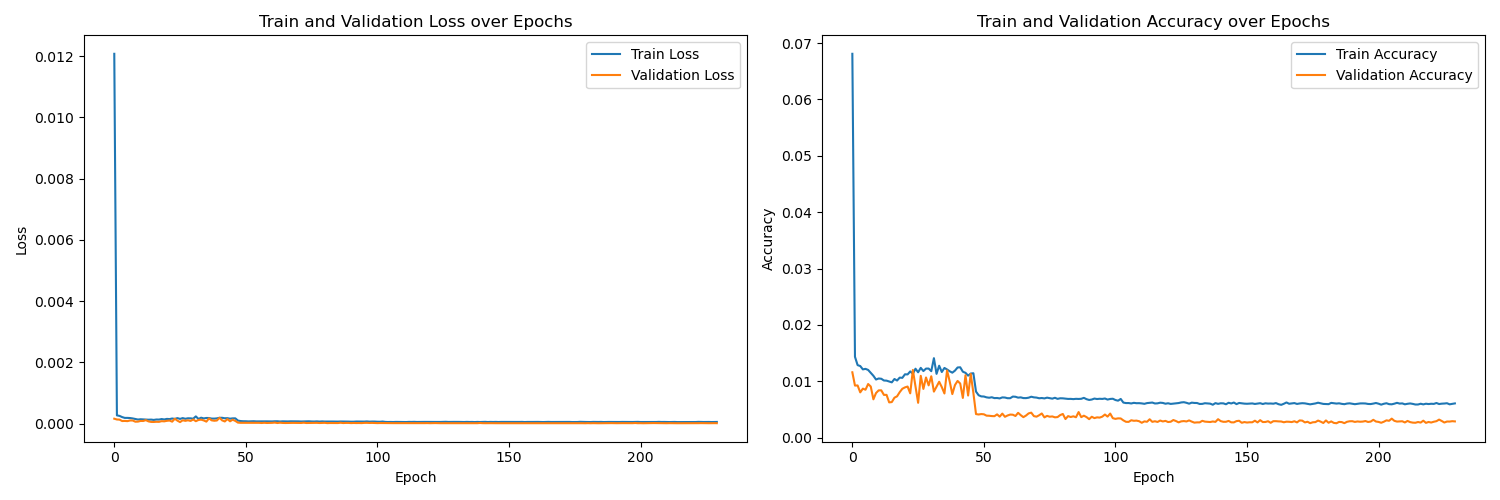 Train and Validation Loss over Epochs
0.012
0.010
0.008
0.006
0.004
0.002
0.000
Loss
Train Loss
Validation Loss
0
50
100
150
200
Epoch
Train and Validation Accuracy over Epochs
0.07
0.06
0.05
0.04
0.03
0.02
0.01
0.00
Accuracy
Train Accuracy
Validation Accuracy
0
50
100
150
200
Epoch